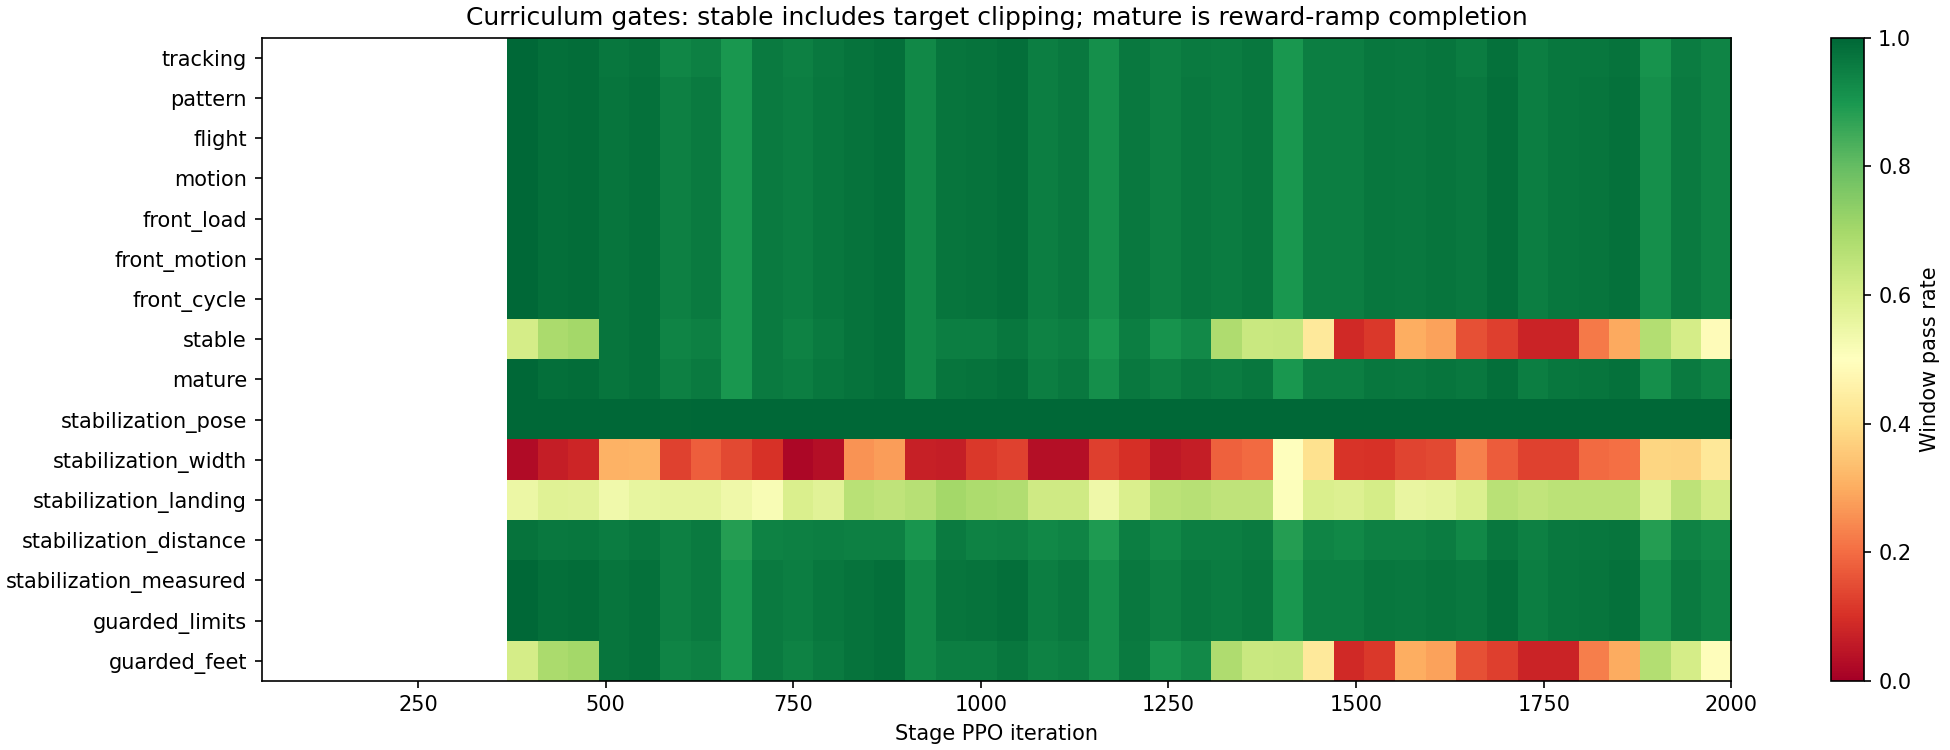 Curriculum gates: stable includes target clipping; mature is reward-ramp completion
tracking
pattern
flight
motion
front_load
front_motion
front_cycle
stable
mature
stabilization_pose
stabilization_width
stabilization_landing
stabilization_distance
stabilization_measured
guarded_limits
guarded_feet
250 500 750 1000 1250 1500 1750 2000
Stage PPO iteration
1.0
0.8
0.6
0.4
0.2
0.0
Window pass rate